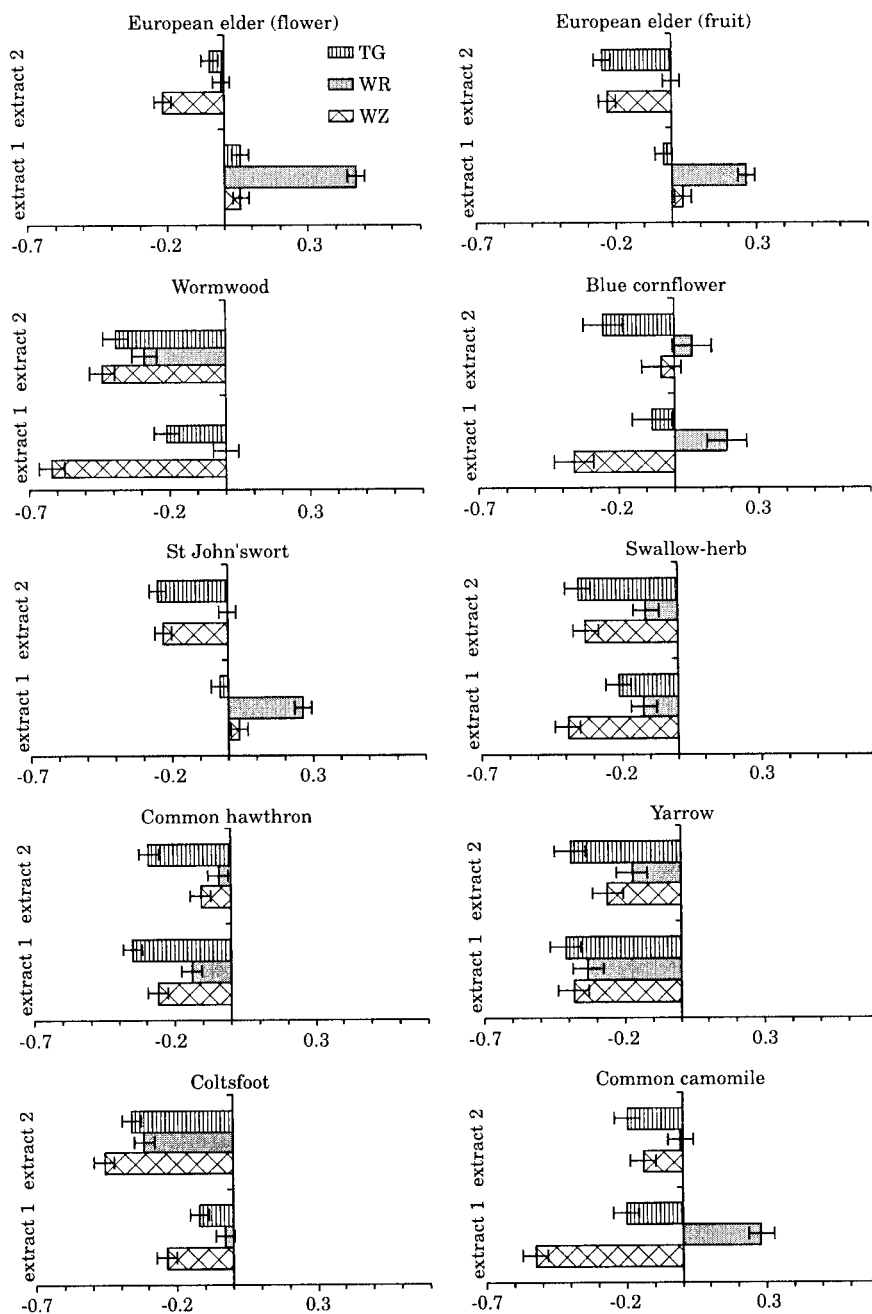 European elder (flower)
extract 1 extract 2
TG
WR
WZ
-0.7 -0.2 0.3
European elder (fruit)
extract 1 extract 2
-0.7 -0.2 0.3
Wormwood
extract 1 extract 2
-0.7 -0.2 0.3
Blue cornflower
extract 1 extract 2
-0.7 -0.2 0.3
St John'swort
extract 1 extract 2
-0.7 -0.2 0.3
Swallow-herb
extract 1 extract 2
-0.7 -0.2 0.3
Common hawthron
extract 1 extract 2
-0.7 -0.2 0.3
Yarrow
extract 1 extract 2
-0.7 -0.2 0.3
Coltsfoot
extract 1 extract 2
-0.7 -0.2 0.3
Common camomile
extract 1 extract 2
-0.7 -0.2 0.3